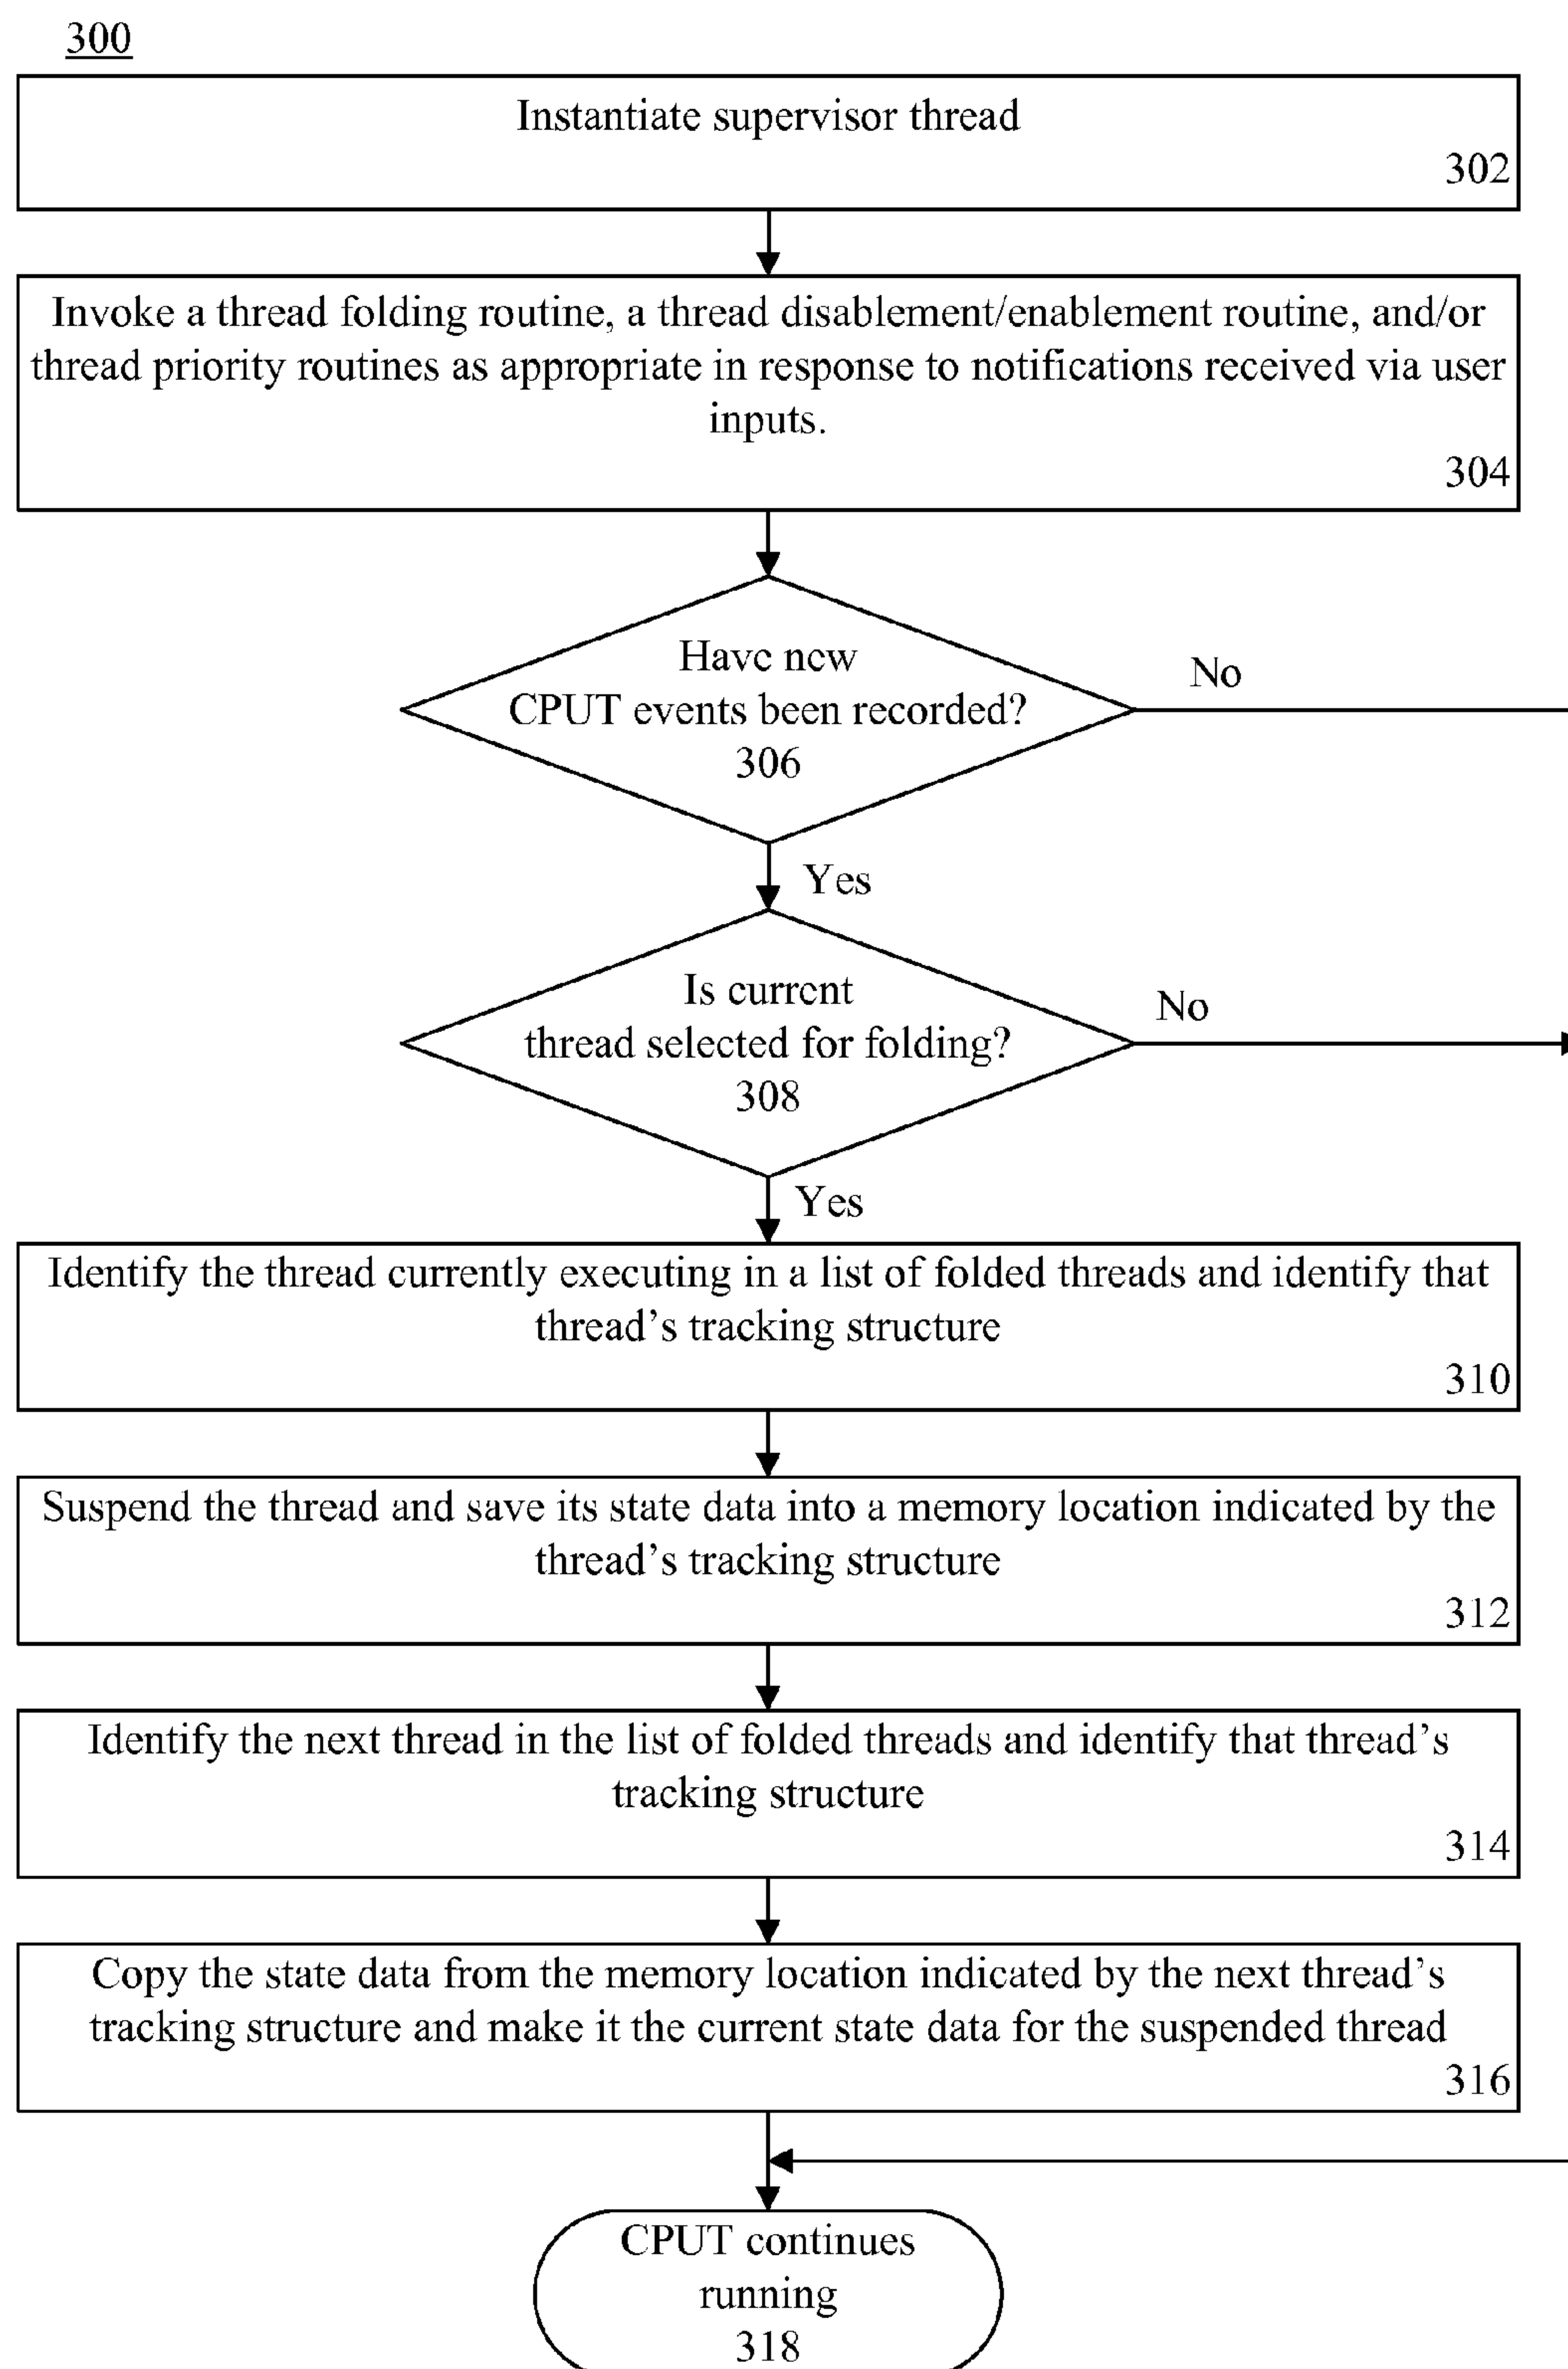 300
Instantiate supervisor thread
302
Invoke a thread folding routine, a thread disablement/enablement routine, and/or
thread priority routines as appropriate in response to notifications received via user
inputs.
304
Have new
CPUT events been recorded?
306
No
Yes
Is current
thread selected for folding?
308
No
Yes
Identify the thread currently executing in a list of folded threads and identify that
thread’s tracking structure
310
Suspend the thread and save its state data into a memory location indicated by the
thread’s tracking structure
312
Identify the next thread in the list of folded threads and identify that thread’s
tracking structure
314
Copy the state data from the memory location indicated by the next thread’s
tracking structure and make it the current state data for the suspended thread
316
CPUT continues
running
318